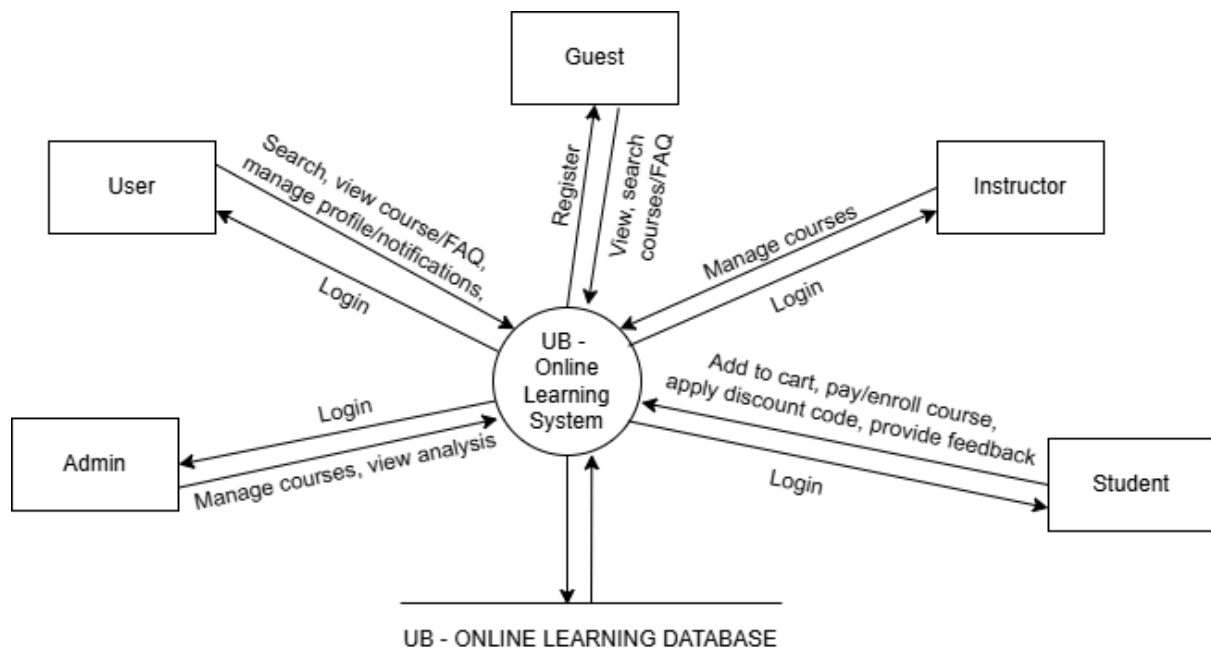 Guest
User
Search, view course/FAQ,
manage profile/notifications,
Login
Register
View, search
courses/FAQ
Instructor
Manage courses
Login
UB -
Online
Learning
System
Admin
Login
Manage courses, view analysis
Add to cart, pay/enroll course,
apply discount code, provide feedback
Login
Student
UB - ONLINE LEARNING DATABASE